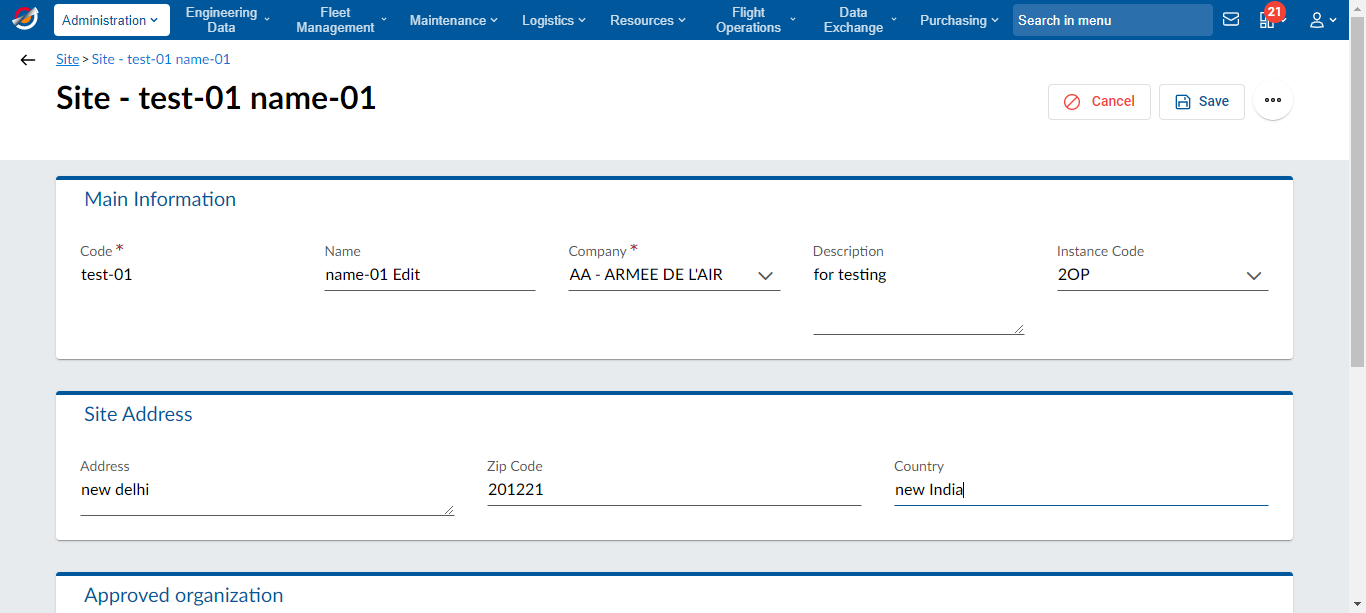 Administration
Engineering
Data
Fleet
Management
Maintenance
Logistics
Resources
Flight
Operations
Data
Exchange
Purchasing
Search in menu
21
Site > Site - test-01 name-01
Site - test-01 name-01
Cancel
Save
Main Information
Code * Name Company * Description Instance Code
test-01 name-01 Edit AA - ARMEE DE L'AIR for testing 2OP
Site Address
Address Zip Code Country
new delhi 201221 new India
Approved organization